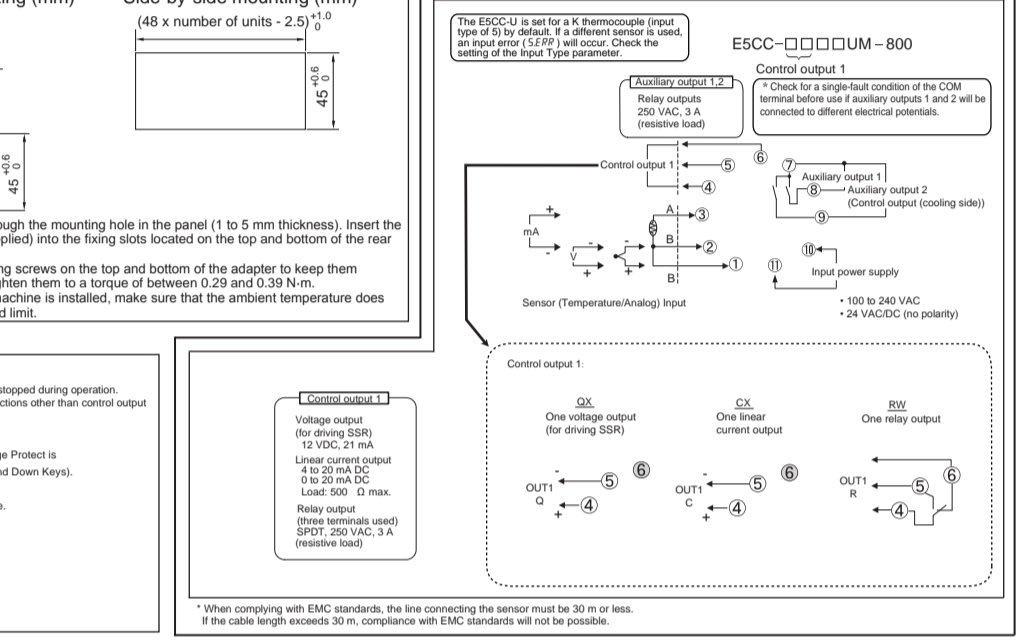 Side-by-side mounting (mm)
(48 x number of units - 2.5) +1.0 0
45 +0.6 0
45 +0.6 0
ough the mounting hole in the panel (1 to 5 mm thickness). Insert the
plied) into the fixing slots located on the top and bottom of the rear
ng screws on the top and bottom of the adapter to keep them
ghten them to a torque of between 0.29 and 0.39 N·m.
machine is installed, make sure that the ambient temperature does
d limit.
stopped during operation.
ctions other than control output
ge Protect is
nd Down Keys).
The E5CC-U is set for a K thermocouple (input
type of 5) by default. If a different sensor is used,
an input error (S.ERR) will occur. Check the
setting of the Input Type parameter.
E5CC-□□□□UM-800
Control output 1
Auxiliary output 1,2
Relay outputs
250 VAC, 3 A
(resistive load)
* Check for a single-fault condition of the COM
terminal before use if auxiliary outputs 1 and 2 will be
connected to different electrical potentials.
Control output 1
⑤
⑥
④
⑦
Auxiliary output 1
⑧
Auxiliary output 2
(Control output (cooling side))
⑨
+
mA
-
-
V
+
-
+
A
③
B
②
B
①
⑩
⑪
Input power supply
Sensor (Temperature/Analog) Input
• 100 to 240 VAC
• 24 VAC/DC (no polarity)
Control output 1
Voltage output
(for driving SSR)
12 VDC, 21 mA
Linear current output
4 to 20 mA DC
0 to 20 mA DC
Load: 500 Ω max.
Relay output
(three terminals used)
SPDT, 250 VAC, 3 A
(resistive load)
Control output 1:
QX
One voltage output
(for driving SSR)
-
OUT1
Q
+
⑤
⑥
④
CX
One linear
current output
-
OUT1
C
+
⑤
⑥
④
RW
One relay output
OUT1
R
⑤
⑥
④
* When complying with EMC standards, the line connecting the sensor must be 30 m or less.
If the cable length exceeds 30 m, compliance with EMC standards will not be possible.